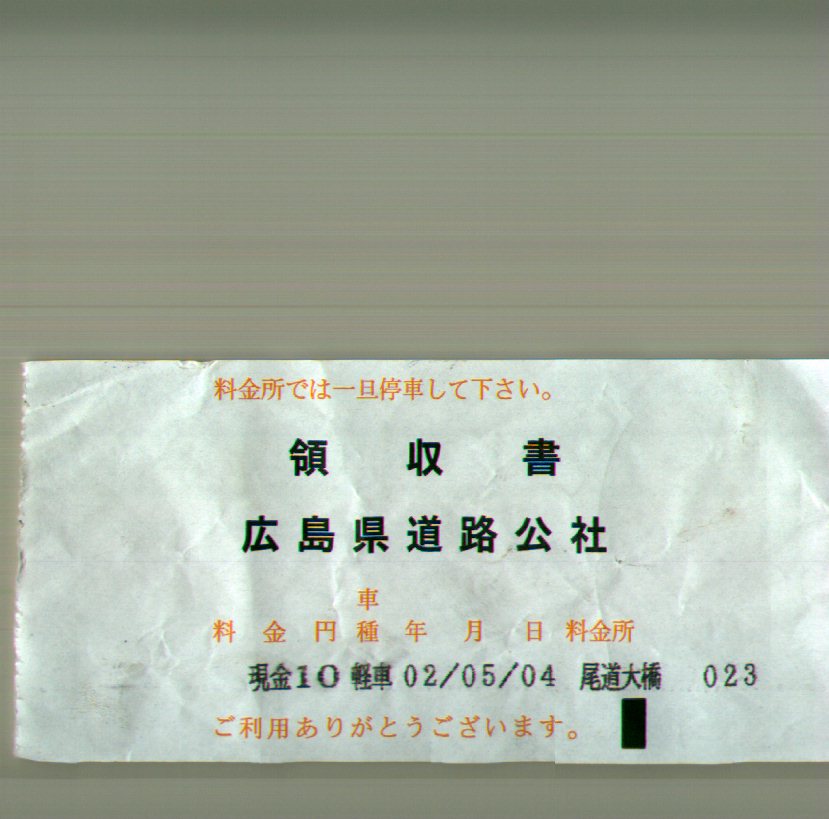 料金所では一旦停車して下さい。
領収書
広島県道路公社
車
料金円種年月日 料金所
現金10 軽車 02/05/04 尾道大橋 023
ご利用ありがとうございます。